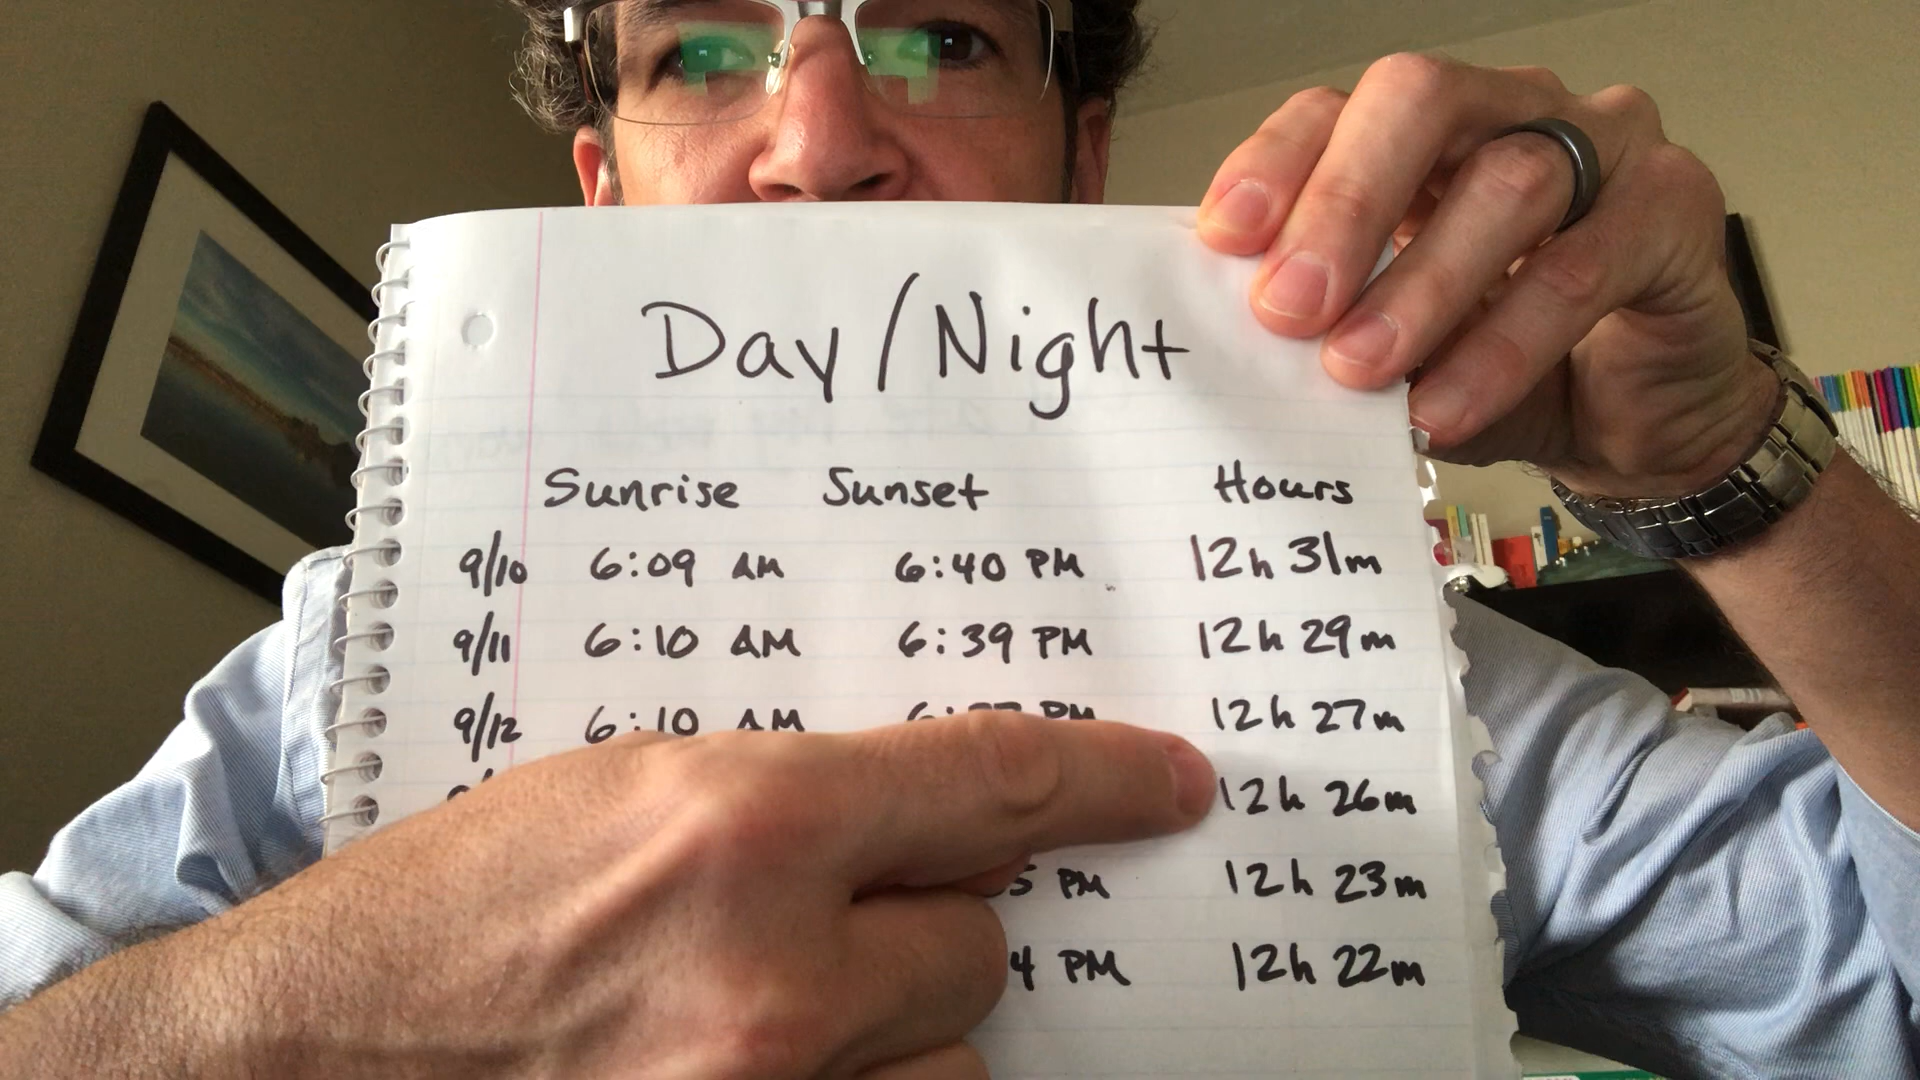 Day/Night
Sunrise Sunset Hours
9/10 6:09 AM 6:40 PM 12h 31m
9/11 6:10 AM 6:39 PM 12h 29m
9/12 6:10 AM PM 12h 27m
12h 26m
PM 12h 23m
PM 12h 22m